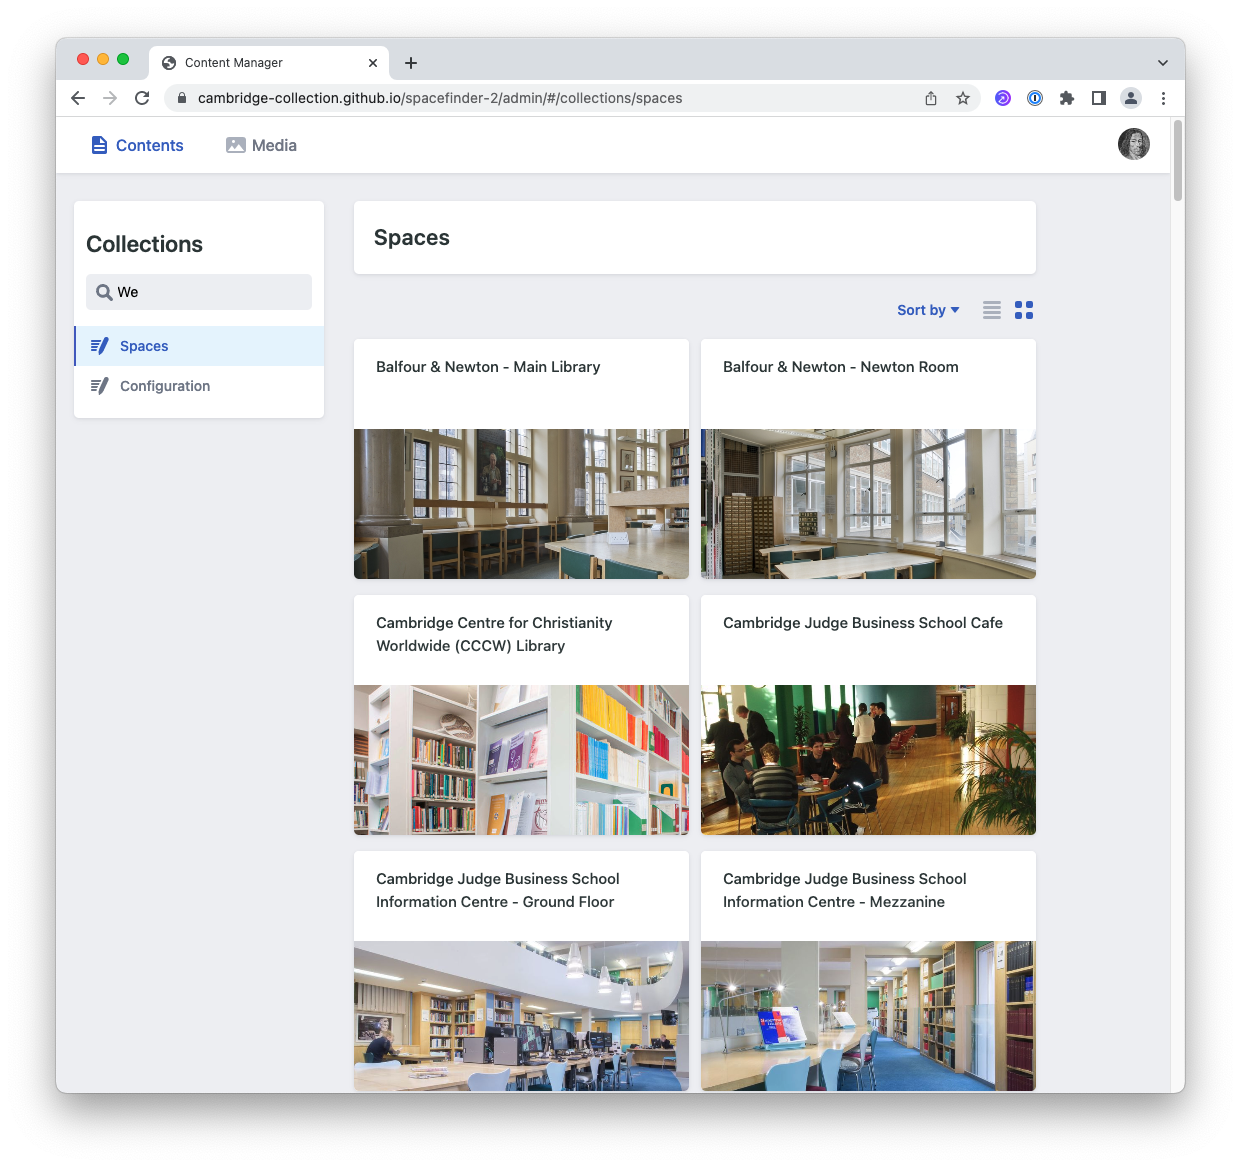 Content Manager
cambridge-collection.github.io/spacefinder-2/admin/#/collections/spaces
Contents
Media
Collections
We
Spaces
Configuration
Spaces
Sort by
Balfour & Newton - Main Library
Balfour & Newton - Newton Room
Cambridge Centre for Christianity
Worldwide (CCCW) Library
Cambridge Judge Business School Cafe
Cambridge Judge Business School
Information Centre - Ground Floor
Cambridge Judge Business School
Information Centre - Mezzanine